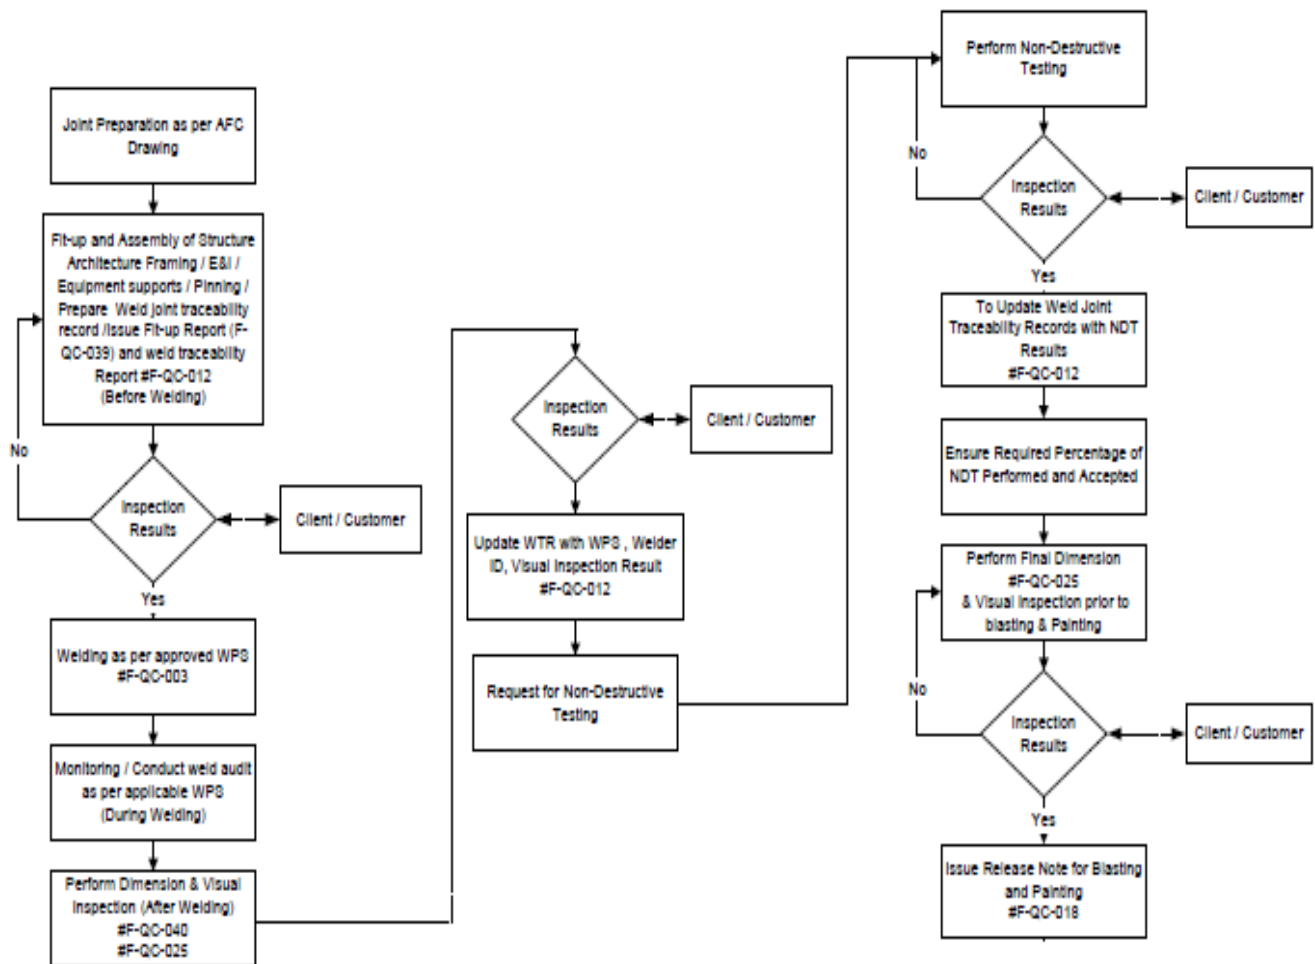 Joint Preparation as per AFC
Drawing
Fit-up and Assembly of Structure
Architecture Framing / E&I /
Equipment supports / Pinning /
Prepare Weld joint traceability
record /Issue Fit-up Report (F-
QC-039) and weld traceability
Report #F-QC-012
(Before Welding)
No
Inspection
Results
Client / Customer
Yes
Welding as per approved WPS
#F-QC-003
Monitoring / Conduct weld audit
as per applicable WPS
(During Welding)
Perform Dimension & Visual
Inspection (After Welding)
#F-QC-040
#F-QC-025
Inspection
Results
Client / Customer
Update WTR with WPS , Welder
ID, Visual Inspection Result
#F-QC-012
Request for Non-Destructive
Testing
Perform Non-Destructive
Testing
No
Inspection
Results
Client / Customer
Yes
To Update Weld Joint
Traceability Records with NDT
Results
#F-QC-012
Ensure Required Percentage of
NDT Performed and Accepted
Perform Final Dimension
#F-QC-025
& Visual Inspection prior to
blasting & Painting
No
Inspection
Results
Client / Customer
Yes
Issue Release Note for Blasting
and Painting
#F-QC-018